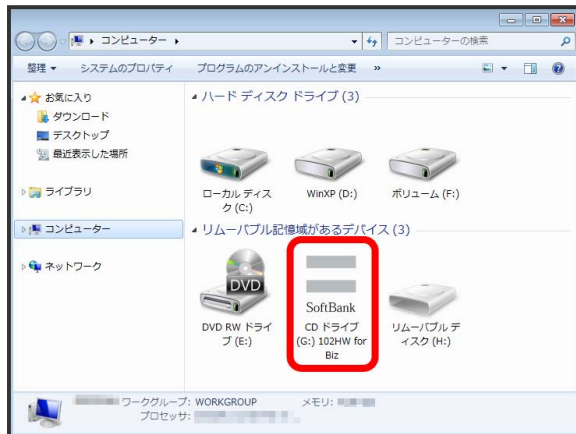 コンピューター
コンピューターの検索
整理 システムのプロパティ プログラムのアンインストールと変更 »
お気に入り
ダウンロード
デスクトップ
最近表示した場所
ライブラリ
コンピューター
ネットワーク
ハード ディスク ドライブ (3)
ローカル ディス
ク (C:)
WinXP (D:)
ボリューム (F:)
リムーバブル記憶域があるデバイス (3)
DVD
DVD RW ドライ
ブ (E:)
SoftBank
CD ドライブ
(G:) 102HW for
Biz
リムーバブル デ
ィスク (H:)
ワークグループ: WORKGROUP メモリ:
プロセッサ: